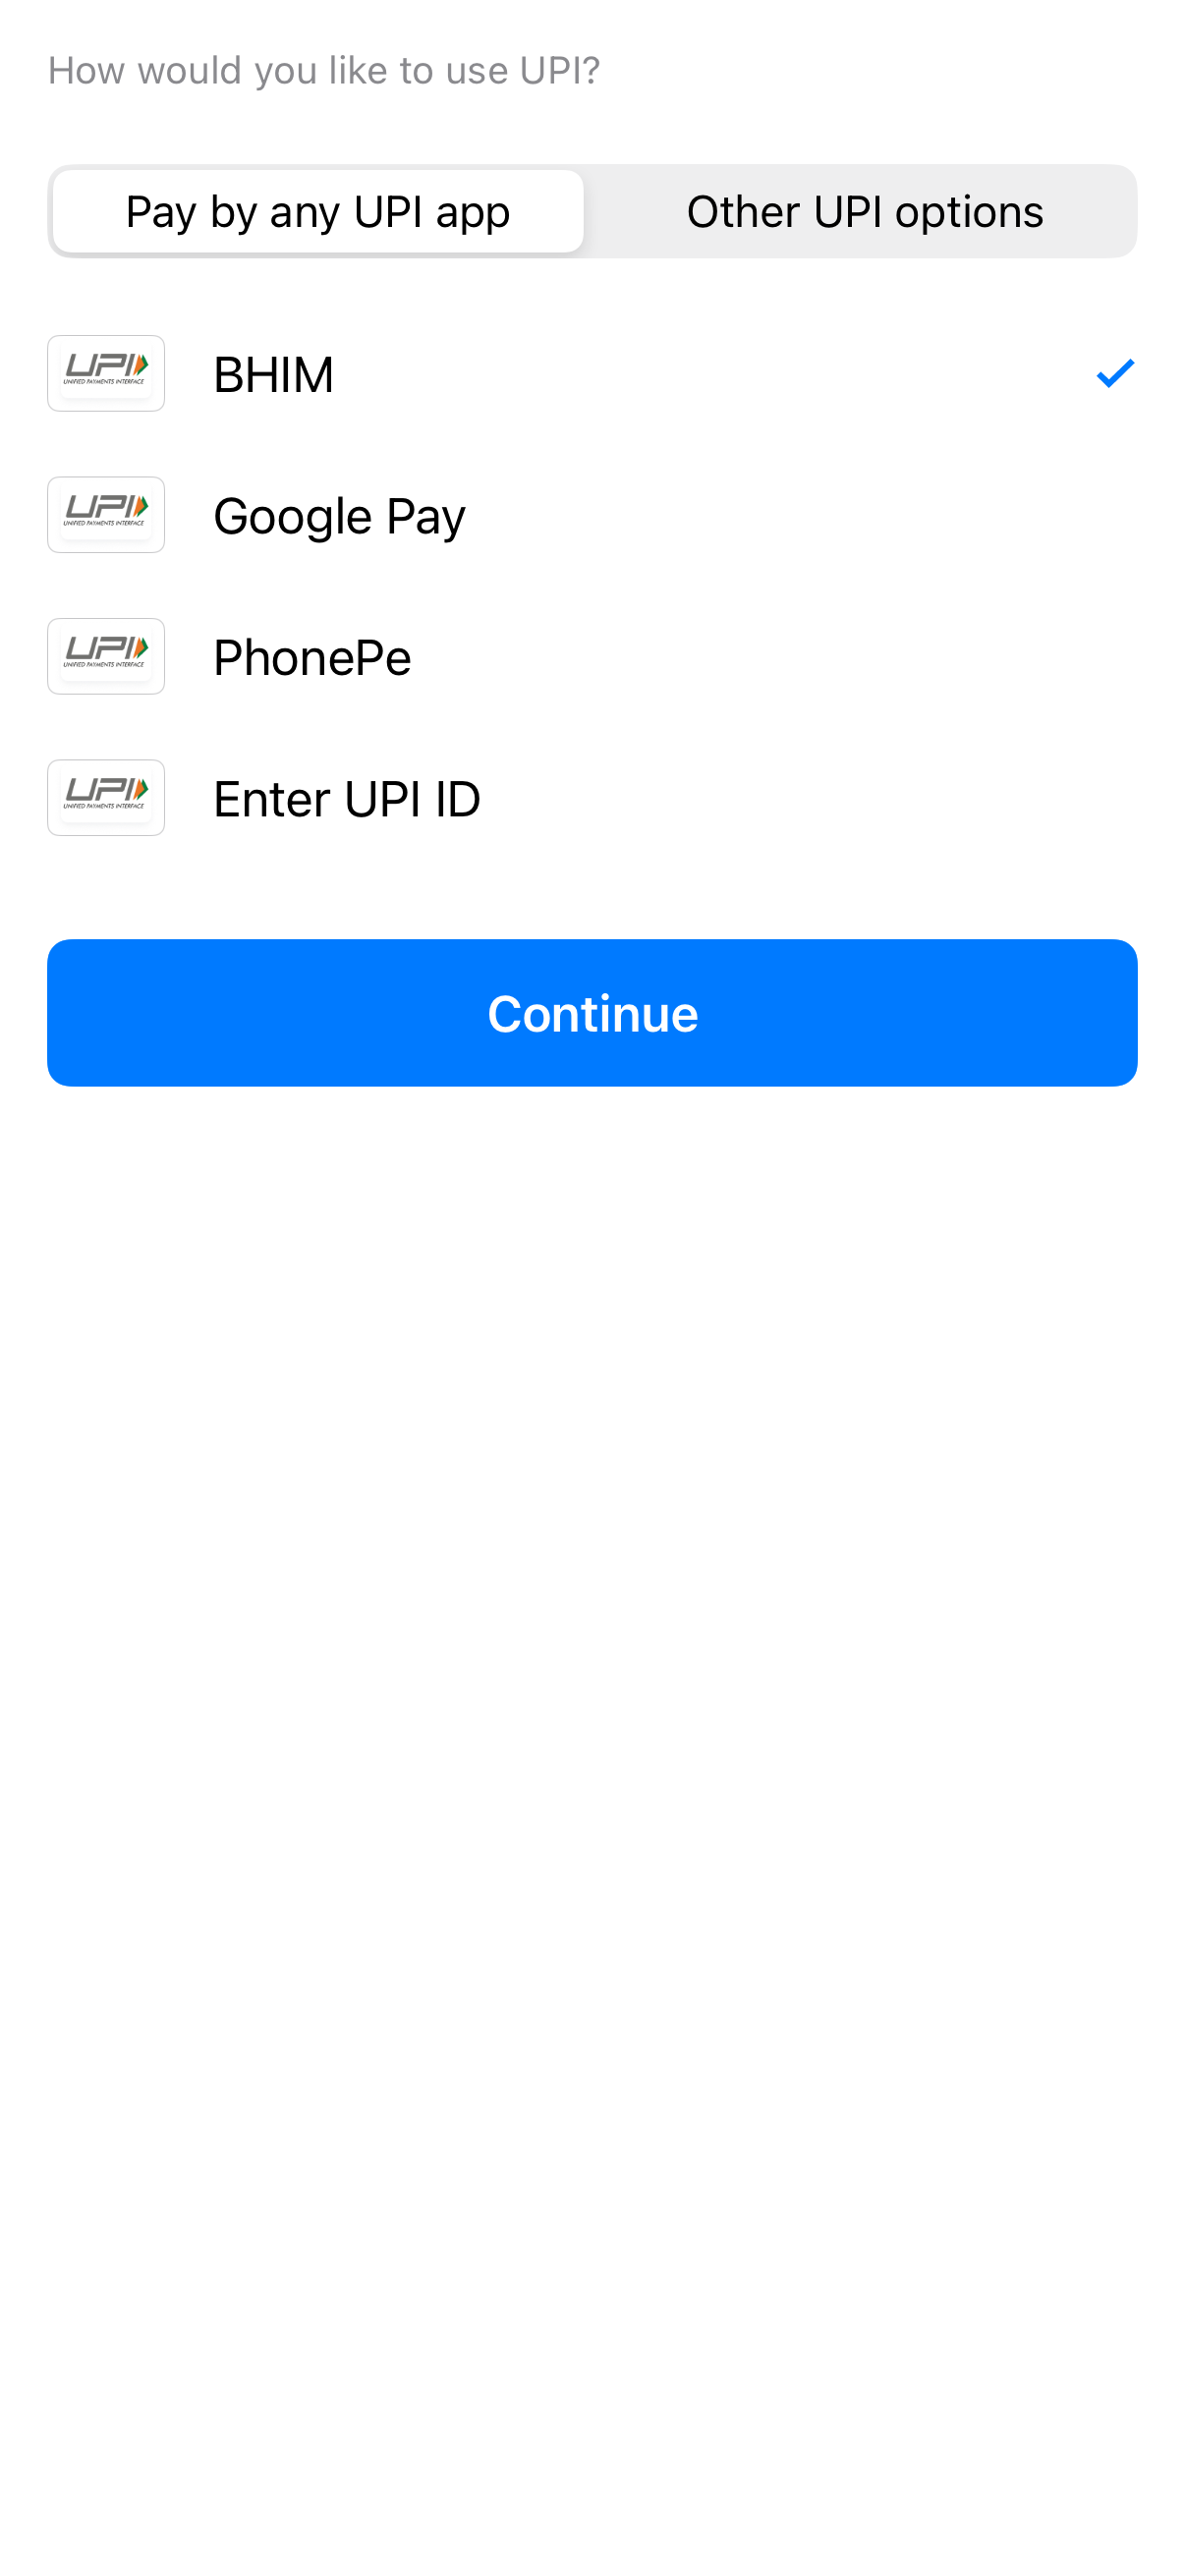 How would you like to use UPI?
Pay by any UPI app
Other UPI options
UPI
UNIFIED PAYMENTS INTERFACE
BHIM
UPI
UNIFIED PAYMENTS INTERFACE
Google Pay
UPI
UNIFIED PAYMENTS INTERFACE
PhonePe
UPI
UNIFIED PAYMENTS INTERFACE
Enter UPI ID
Continue